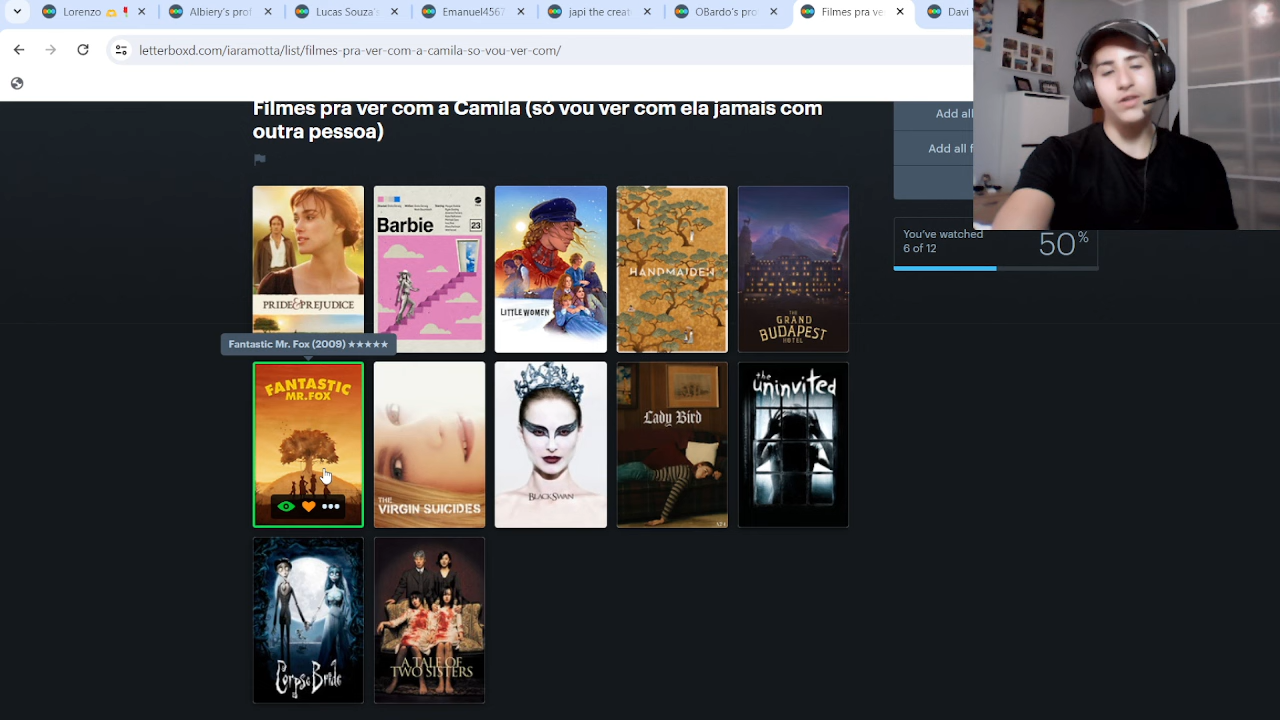 Lorenzo
Albiery's prof
Lucas Souza's
Emanuel4567
japi the creat
OBardo's pro
Filmes pra ve
Davi
letterboxd.com/iaramotta/list/filmes-pra-ver-com-a-camila-so-vou-ver-com/
Filmes pra ver com a Camila (só vou ver com ela jamais com
outra pessoa)
Add all
Add all f
You've watched
6 of 12
50%
PRIDE & PREJUDICE
Barbie
23
LITTLE WOMEN
HANDMAIDEN
THE
GRAND
BUDAPEST
HOTEL
Fantastic Mr. Fox (2009) ★★★★★
FANTASTIC
MR. FOX
THE
VIRGIN SUICIDES
BLACK SWAN
Lady Bird
A24
the
uninvited
Corpse Bride
A TALE OF
TWO SISTERS